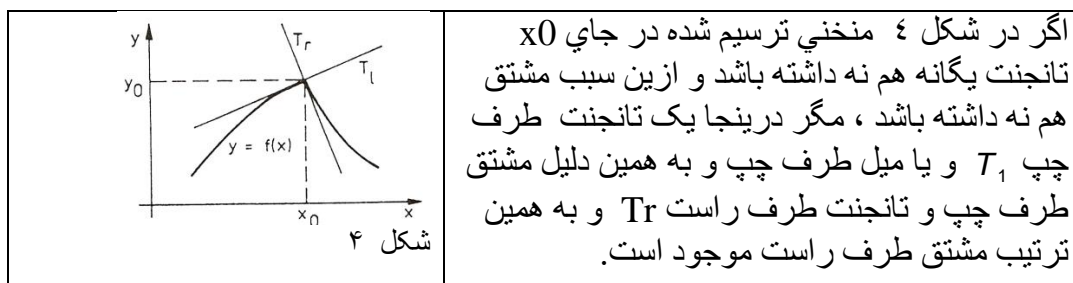 اگر در شکل ٤ منخني ترسيم شده در جاي x0
تانجنت يگانه هم نه داشته باشد و ازين سبب مشتق
هم نه داشته باشد ، مگر درينجا يک تانجنت طرف
چپ T₁ و يا ميل طرف چپ و به همين دليل مشتق
طرف چپ و تانجنت طرف راست Tr و به همين
ترتيب مشتق طرف راست موجود است.
y
Tr
Tl
y0
y = f(x)
x0
x
شکل ۴